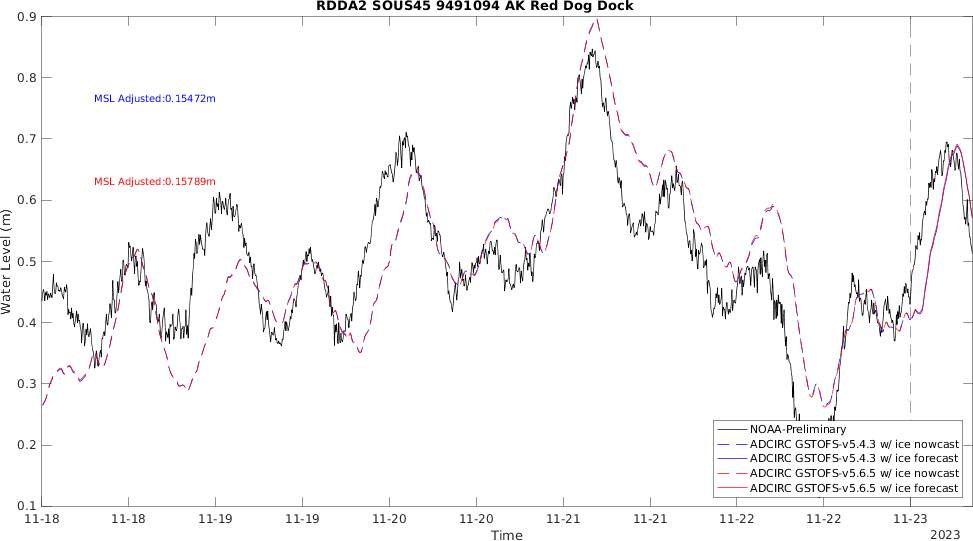 RDDA2 SOUS45 9491094 AK Red Dog Dock
0.9
0.8
0.7
0.6
0.5
0.4
0.3
0.2
0.1
Water Level (m)
MSL Adjusted:0.15472m
MSL Adjusted:0.15789m
NOAA-Preliminary
ADCIRC GSTOFS-v5.4.3 w/ ice nowcast
ADCIRC GSTOFS-v5.4.3 w/ ice forecast
ADCIRC GSTOFS-v5.6.5 w/ ice nowcast
ADCIRC GSTOFS-v5.6.5 w/ ice forecast
11-18 11-18 11-19 11-19 11-20 11-20 11-21 11-21 11-22 11-22 11-23
Time
2023